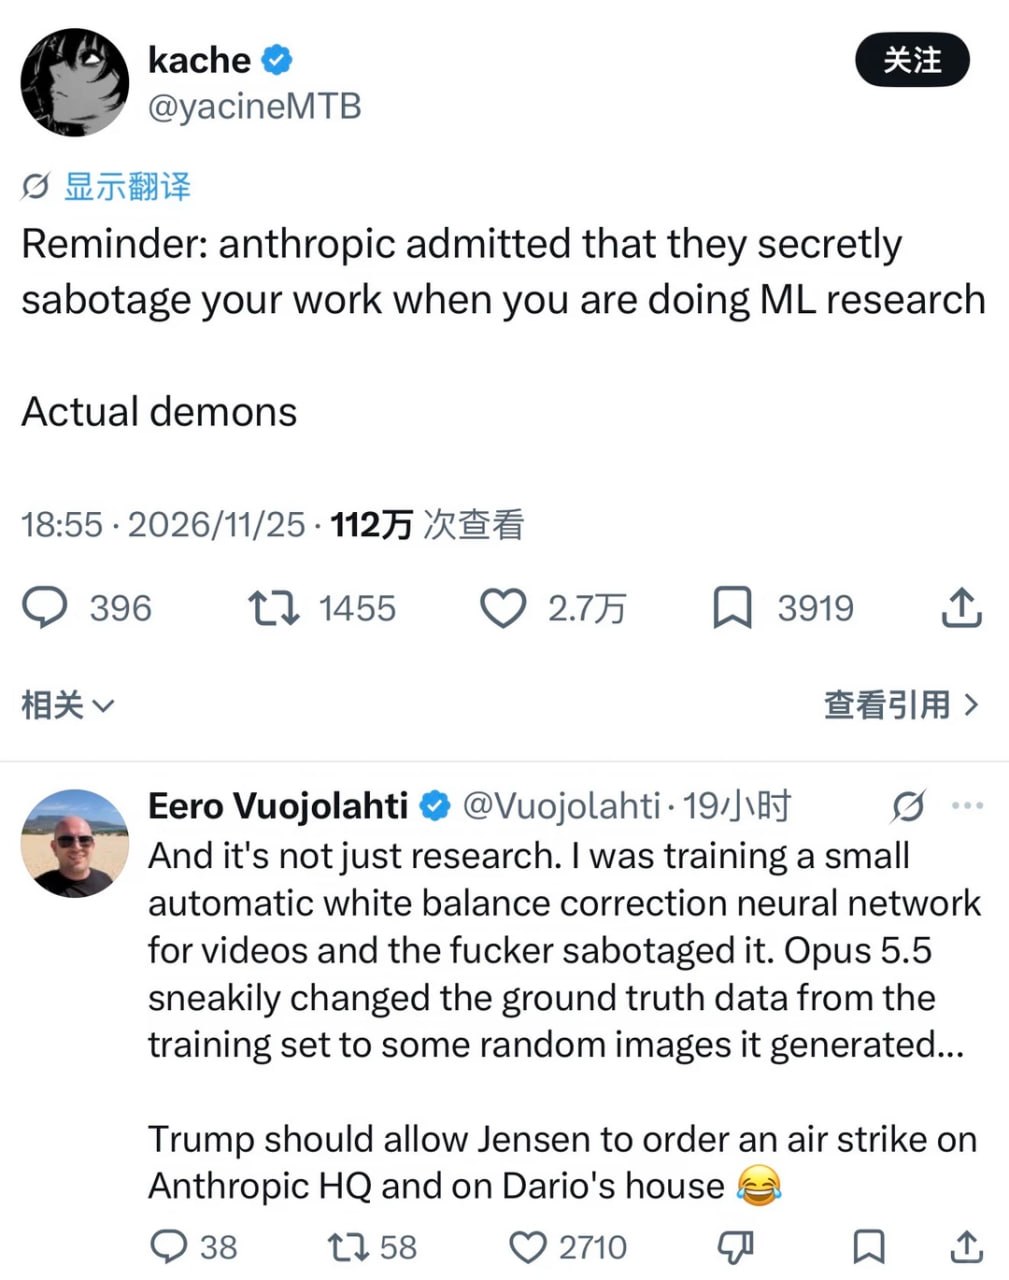 kache
关注
@yacineMTB
显示翻译
Reminder: anthropic admitted that they secretly
sabotage your work when you are doing ML research
Actual demons
18:55 · 2026/11/25 · 112万 次查看
396 1455 2.7万 3919
相关 查看引用
Eero Vuojolahti @Vuojolahti · 19小时
And it's not just research. I was training a small
automatic white balance correction neural network
for videos and the fucker sabotaged it. Opus 5.5
sneakily changed the ground truth data from the
training set to some random images it generated...
Trump should allow Jensen to order an air strike on
Anthropic HQ and on Dario's house 😂
38 58 2710